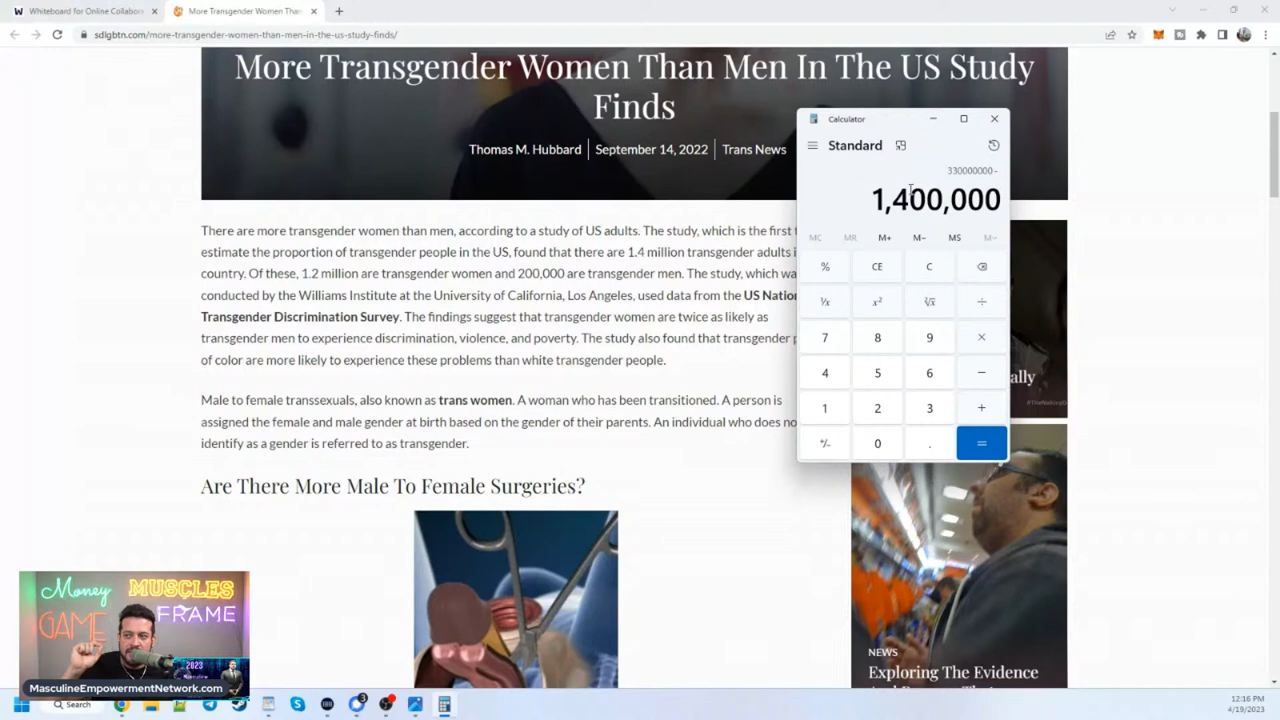 Whiteboard for Online Collabora
More Transgender Women Than
sdlgbtn.com/more-transgender-women-than-men-in-the-us-study-finds/
More Transgender Women Than Men In The US Study
Finds
Thomas M. Hubbard
September 14, 2022
Trans News
There are more transgender women than men, according to a study of US adults. The study, which is the first
estimate the proportion of transgender people in the US, found that there are 1.4 million transgender adults i
country. Of these, 1.2 million are transgender women and 200,000 are transgender men. The study, which wa
conducted by the Williams Institute at the University of California, Los Angeles, used data from the US Nation
Transgender Discrimination Survey. The findings suggest that transgender women are twice as likely as
transgender men to experience discrimination, violence, and poverty. The study also found that transgender p
of color are more likely to experience these problems than white transgender people.
Male to female transsexuals, also known as trans women. A woman who has been transitioned. A person is
assigned the female and male gender at birth based on the gender of their parents. An individual who does no
identify as a gender is referred to as transgender.
Are There More Male To Female Surgeries?
Calculator
Standard
330000000 -
1,400,000
MC MR M+ M− MS M
% CE C
¹/x x² ²√x ÷
7 8 9 ×
4 5 6 −
1 2 3 +
+/− 0 . =
ally
NEWS
Exploring The Evidence
Money MUSCLES
GAME FRAME
2023
MasculineEmpowermentNetwork.com
Search
3
12:16 PM
4/19/2023